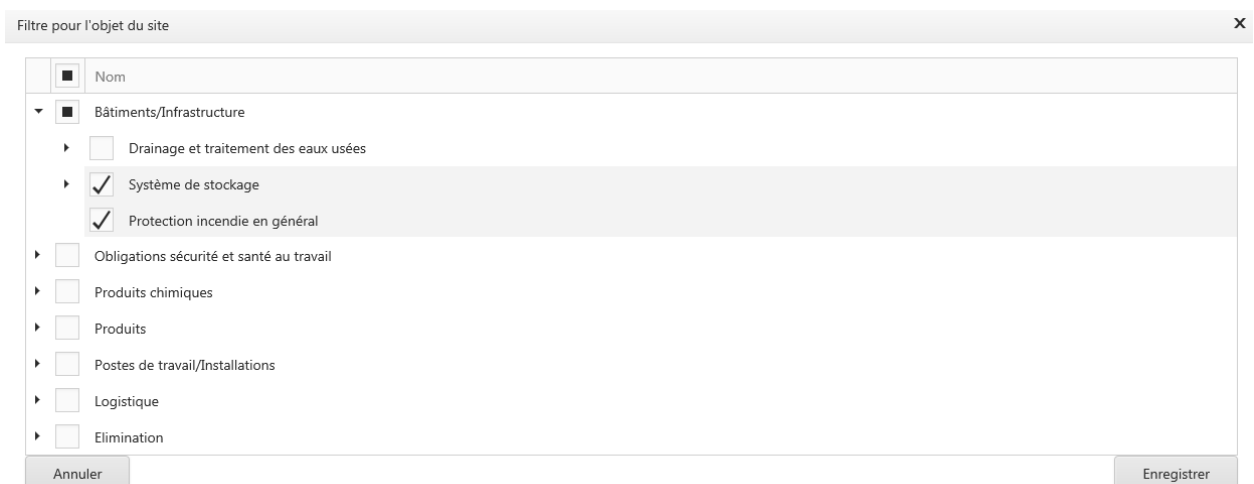 Filtre pour l'objet du site
x
Nom
Bâtiments/Infrastructure
Drainage et traitement des eaux usées
Système de stockage
Protection incendie en général
Obligations sécurité et santé au travail
Produits chimiques
Produits
Postes de travail/Installations
Logistique
Elimination
Annuler
Enregistrer